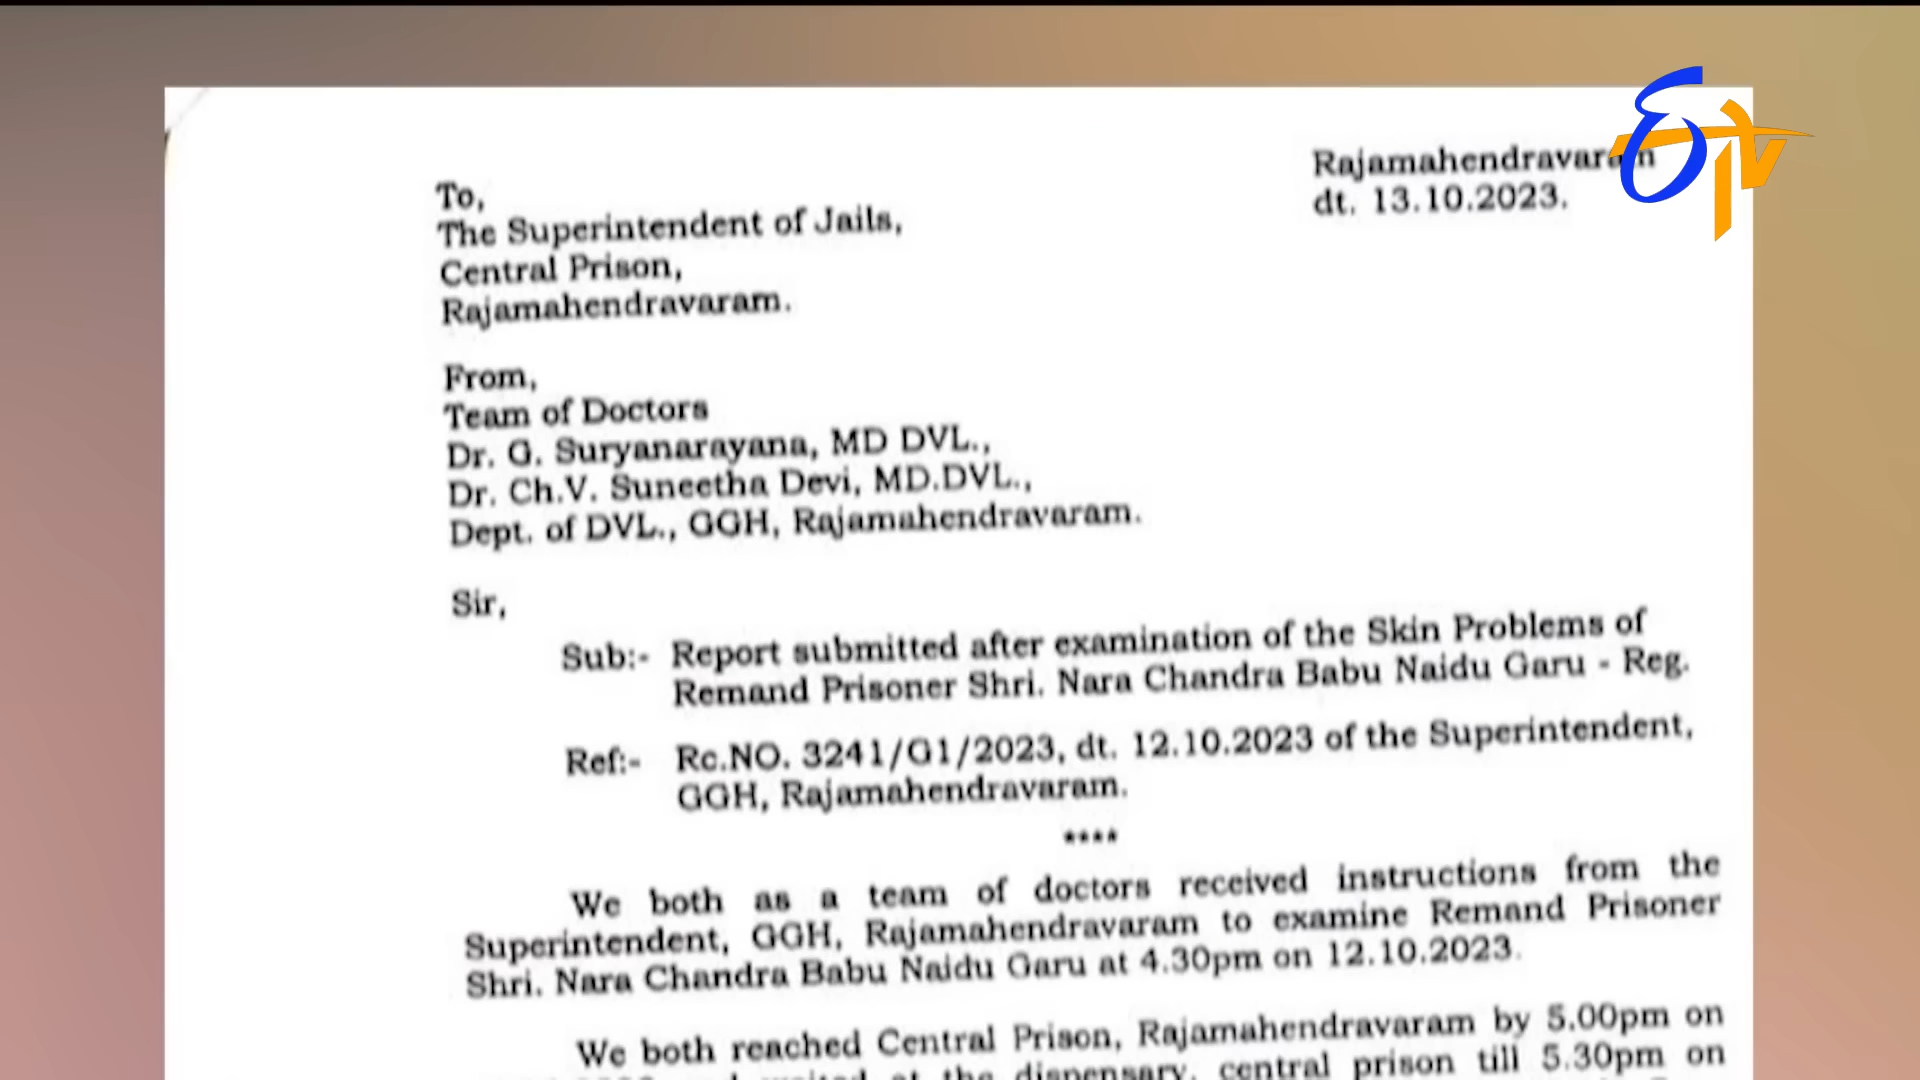 Rajamahendravaram
dt. 13.10.2023.
To,
The Superintendent of Jails,
Central Prison,
Rajamahendravaram.
From,
Team of Doctors
Dr. G. Suryanarayana, MD DVL.,
Dr. Ch.V. Suneetha Devi, MD.DVL.,
Dept. of DVL., GGH, Rajamahendravaram.
Sir,
Sub:- Report submitted after examination of the Skin Problems of
Remand Prisoner Shri. Nara Chandra Babu Naidu Garu - Reg.
Ref:- Rc.NO. 3241/G1/2023, dt. 12.10.2023 of the Superintendent,
GGH, Rajamahendravaram.
****
We both as a team of doctors received instructions from the
Superintendent, GGH, Rajamahendravaram to examine Remand Prisoner
Shri. Nara Chandra Babu Naidu Garu at 4.30pm on 12.10.2023.
We both reached Central Prison, Rajamahendravaram by 5.00pm on
waited at the dispensary, central prison till 5.30pm on
ETV